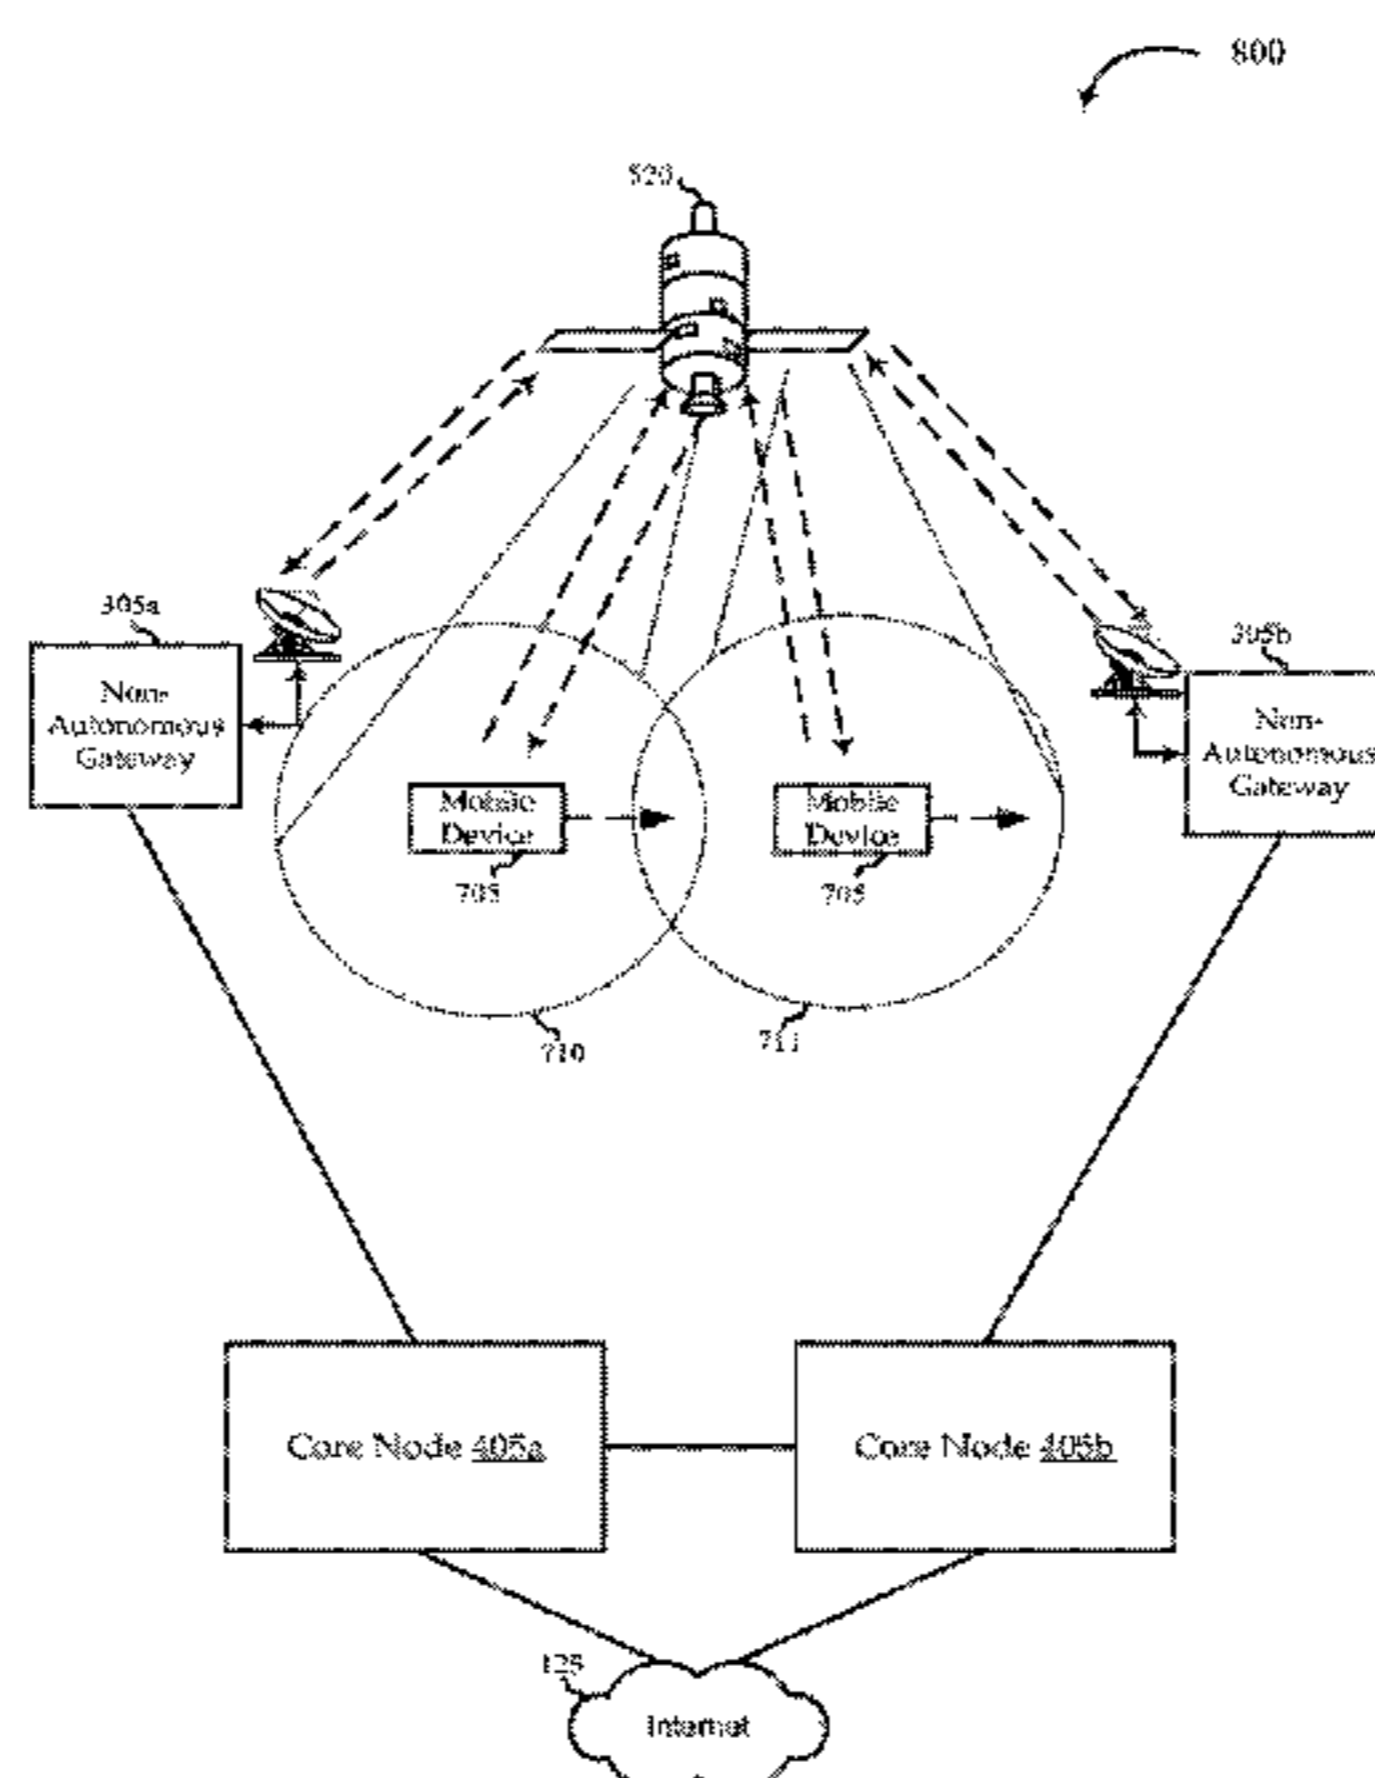 800
520
305a
Non-
Autonomous
Gateway
305b
Non-
Autonomous
Gateway
Mobile
Device
705
Mobile
Device
705
710
711
Core Node 405a
Core Node 405b
125
Internet